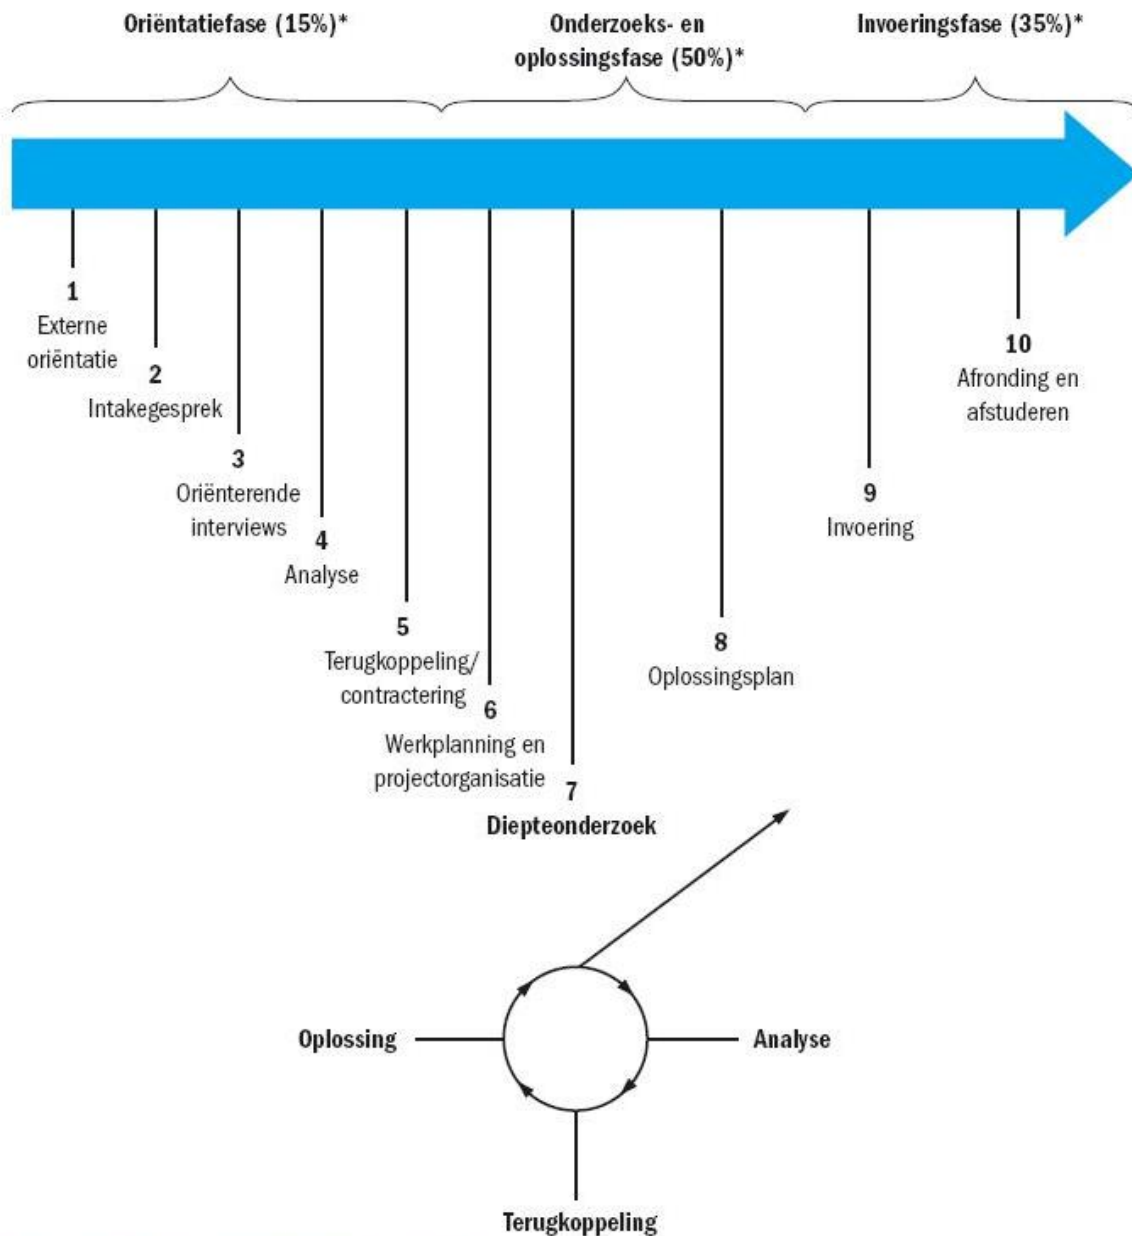 Oriëntatiefase (15%)*
Onderzoeks- en
oplossingsfase (50%)*
Invoeringsfase (35%)*
1
Externe
oriëntatie
2
Intakegesprek
3
Oriënterende
interviews
4
Analyse
5
Terugkoppeling/
contractering
6
Werkplanning en
projectorganisatie
7
Diepteonderzoek
8
Oplossingsplan
9
Invoering
10
Afronding en
afstuderen
Oplossing
Analyse
Terugkoppeling